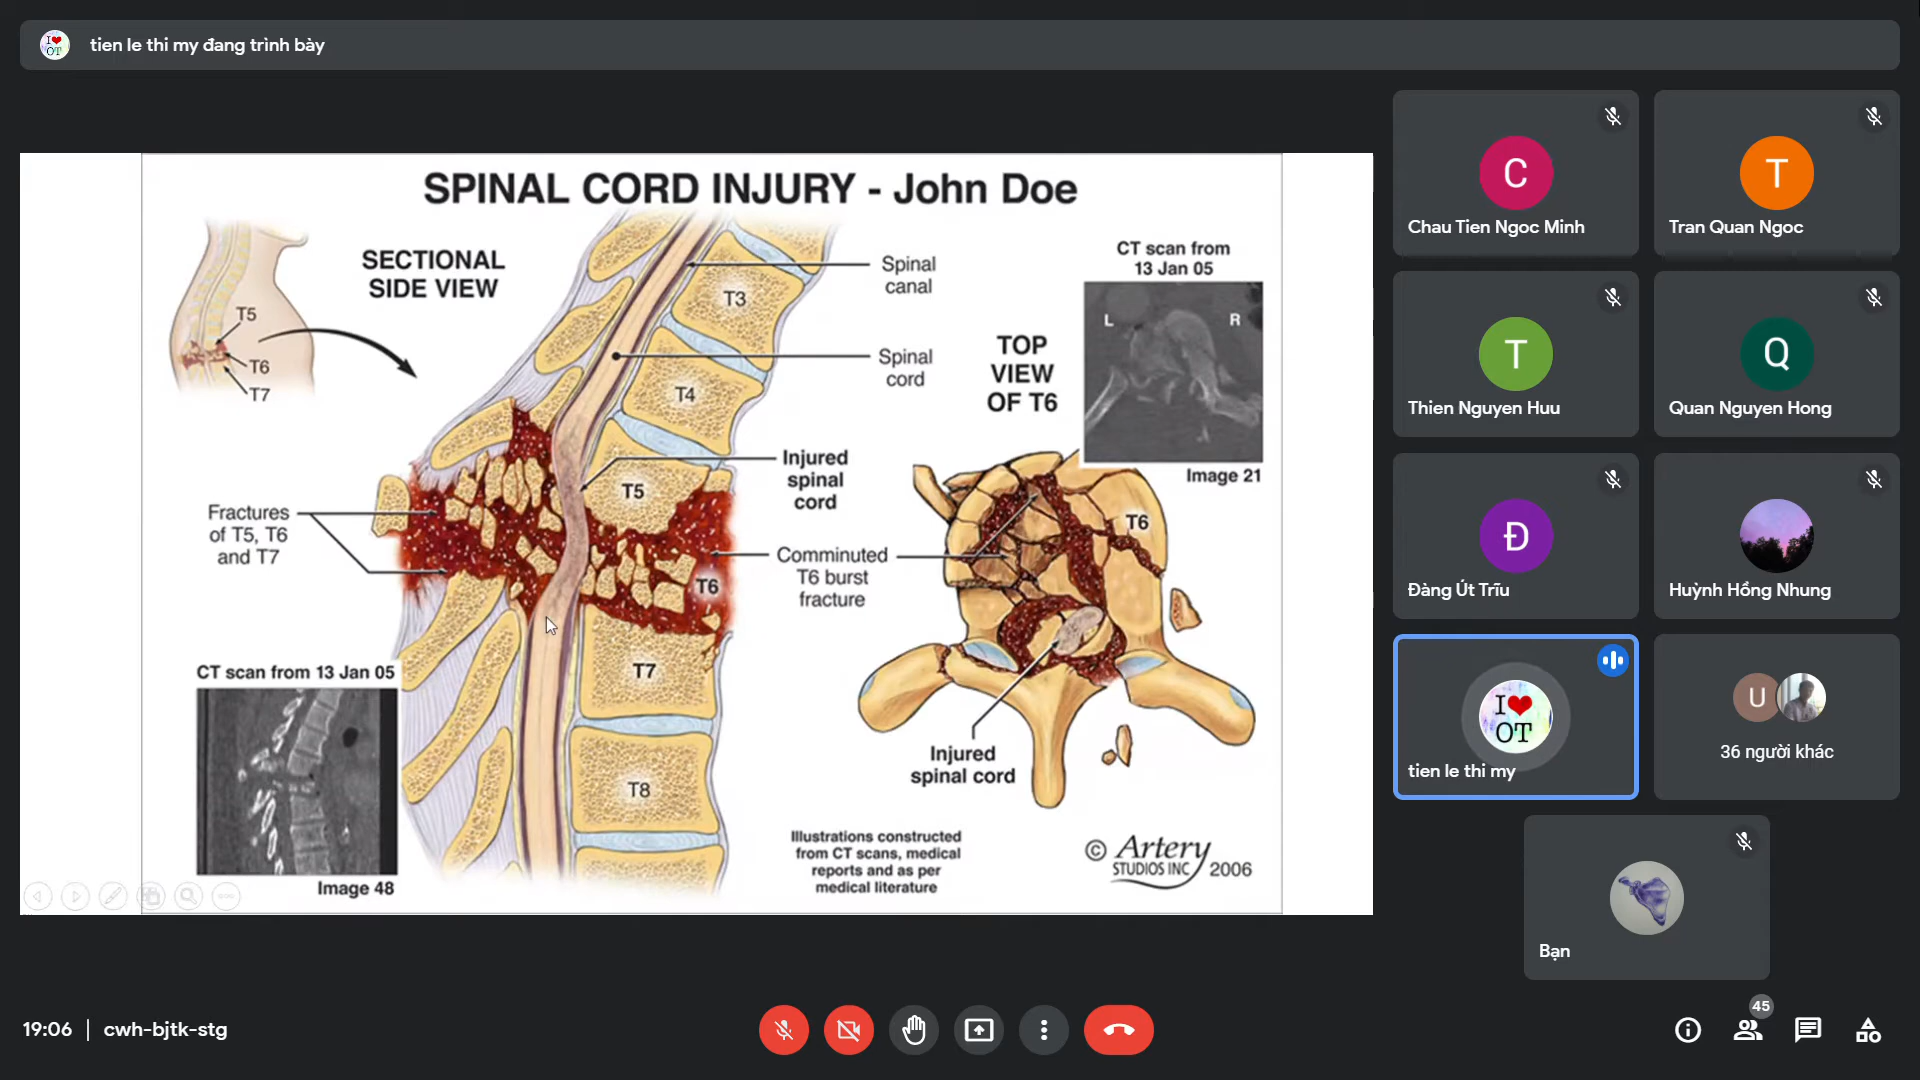 I ❤ OT
tien le thi my đang trình bày
SPINAL CORD INJURY - John Doe
SECTIONAL
SIDE VIEW
T5
T6
T7
Spinal
canal
Spinal
cord
T3
T4
T5
T6
T7
T8
Injured
spinal
cord
Fractures
of T5, T6
and T7
Comminuted
T6 burst
fracture
CT scan from 13 Jan 05
Image 48
TOP
VIEW
OF T6
CT scan from
13 Jan 05
L
R
Image 21
T6
Injured
spinal cord
Illustrations constructed
from CT scans, medical
reports and as per
medical literature
© Artery
STUDIOS INC 2006
C
Chau Tien Ngoc Minh
T
Tran Quan Ngoc
T
Thien Nguyen Huu
Q
Quan Nguyen Hong
Đ
Đàng Út Trĩu
Huỳnh Hồng Nhung
I ❤
OT
tien le thi my
U
36 người khác
Bạn
19:06 | cwh-bjtk-stg
45